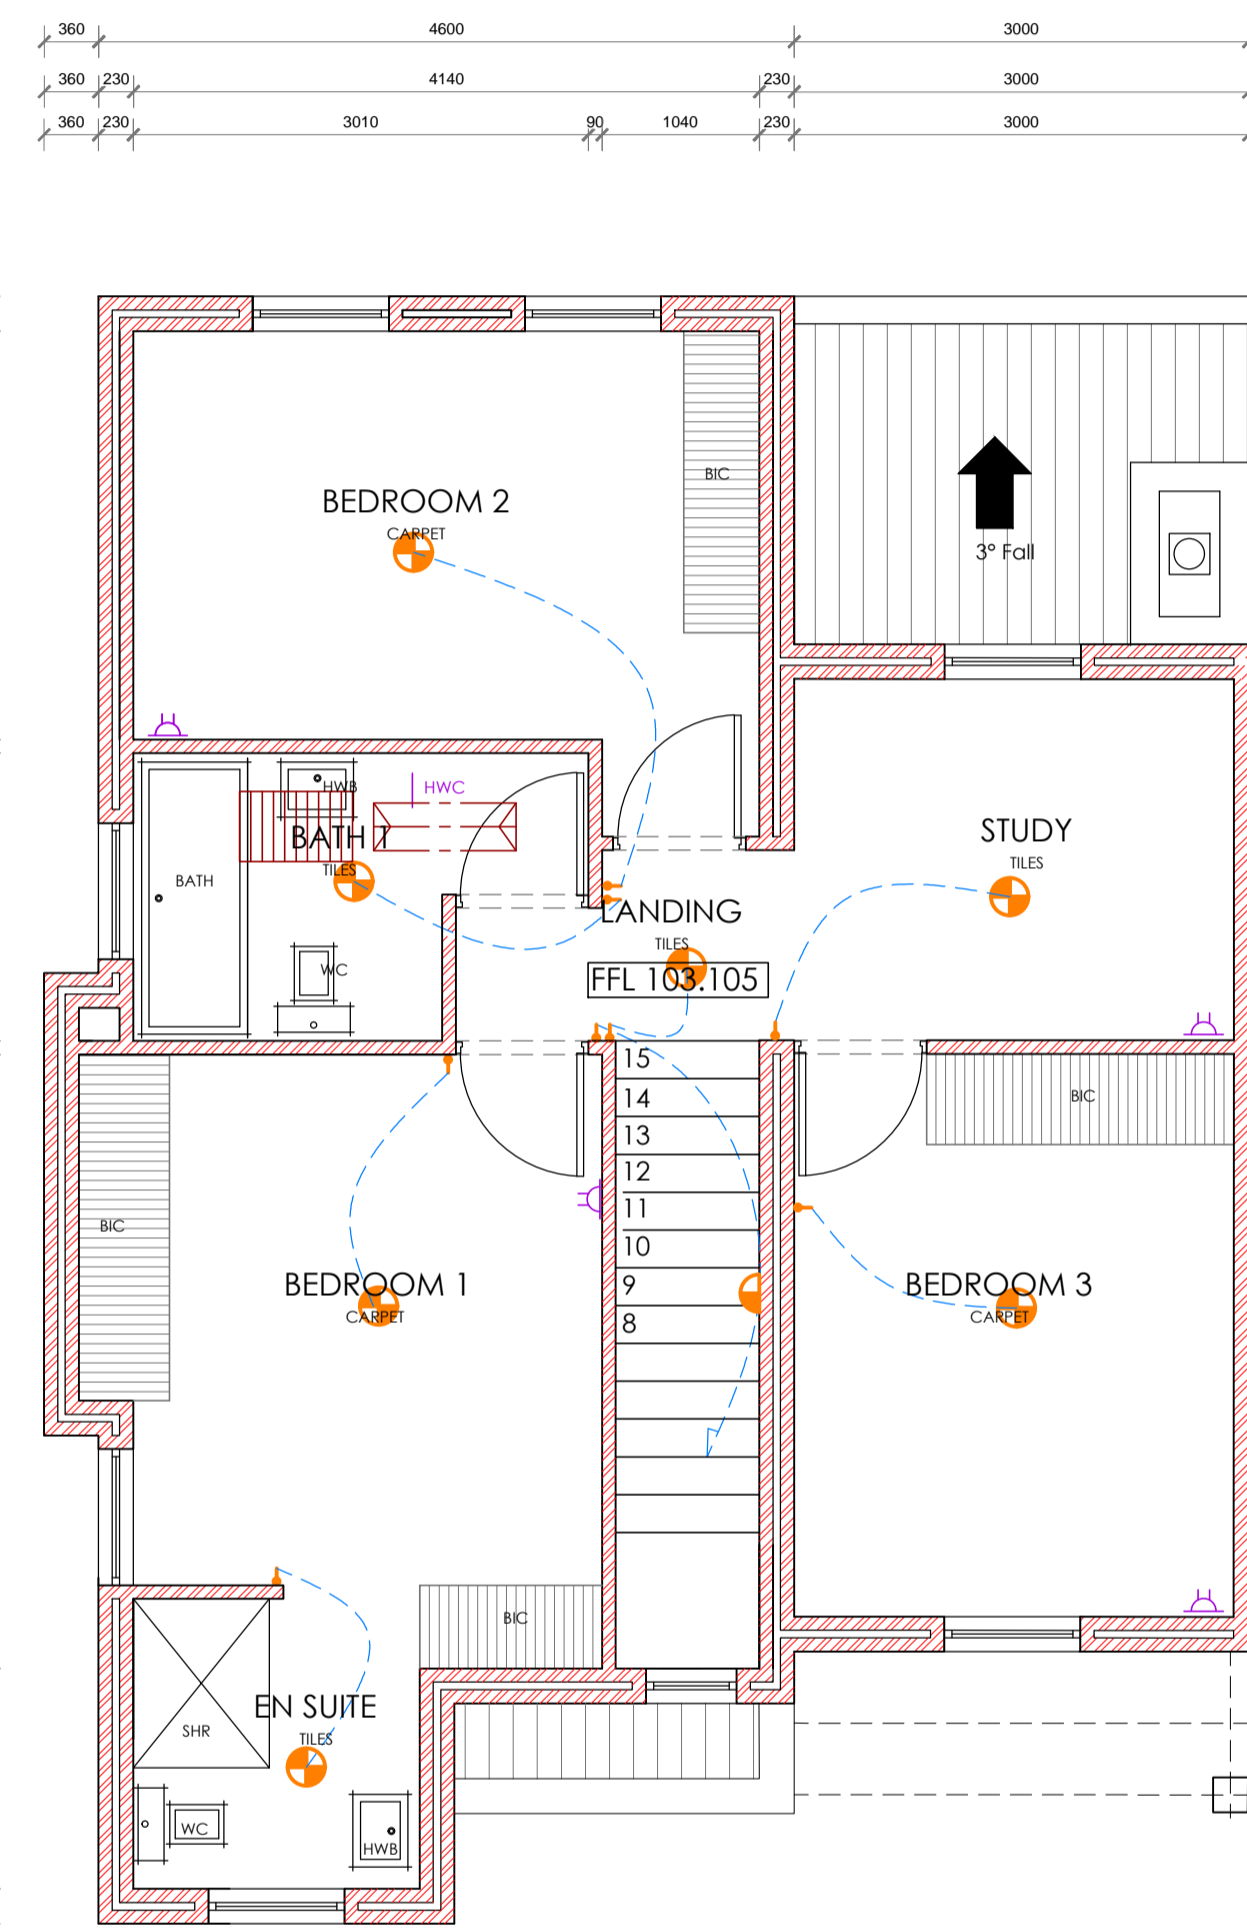 360 4600 3000
360 230 4140 230 3000
360 230 3010 90 1040 230 3000
BIC
BEDROOM 2
CARPET
3° Fall
HWB
HWC
BATH 1
TILES
BATH
WC
STUDY
TILES
LANDING
TILES
FFL 103.105
15
14
13
12
11
10
9
8
BIC
BIC
BEDROOM 1
CARPET
BEDROOM 3
CARPET
BIC
EN SUITE
TILES
SHR
WC
HWB